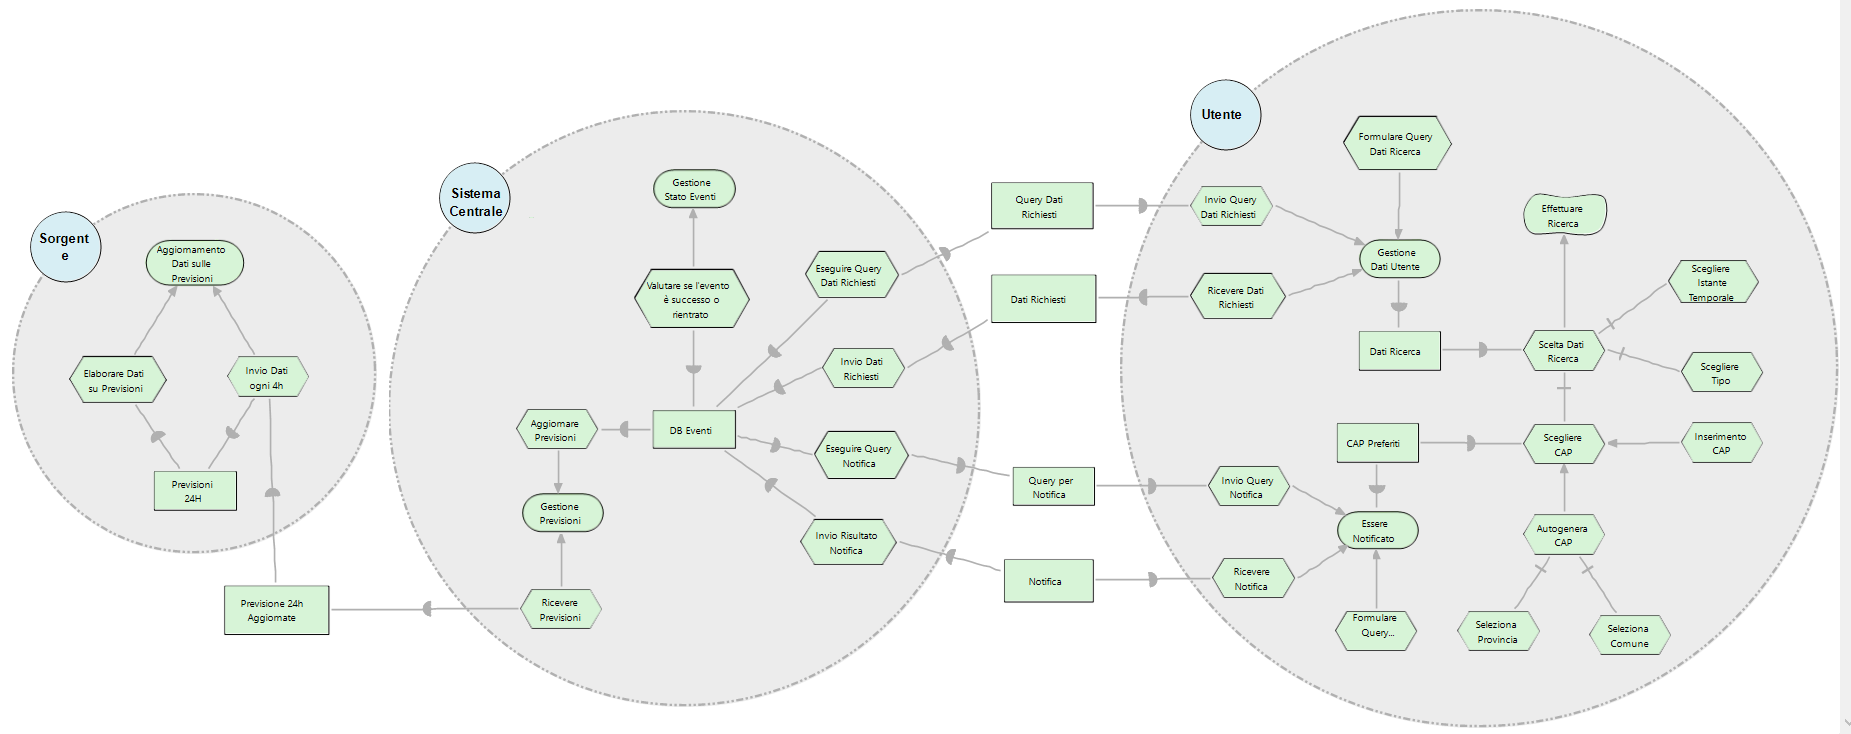 Sorgent
e
Aggiornamento
Dati sulle
Previsioni
Elaborare Dati
su Previsioni
Invio Dati
ogni 4h
Previsioni
24H
Previsione 24h
Aggiornate
Sistema
Centrale
Gestione
Stato Eventi
Valutare se l'evento
è successo o
rientrato
Eseguire Query
Dati Richiesti
Invio Dati
Richiesti
Aggiornare
Previsioni
DB Eventi
Eseguire Query
Notifica
Gestione
Previsioni
Invio Risultato
Notifica
Ricevere
Previsioni
Query Dati
Richiesti
Dati Richiesti
Query per
Notifica
Notifica
Utente
Formulare Query
Dati Ricerca
Invio Query
Dati Richiesti
Effettuare
Ricerca
Gestione
Dati Utente
Ricevere Dati
Richiesti
Scegliere
Istante
Temporale
Dati Ricerca
Scelta Dati
Ricerca
Scegliere
Tipo
CAP Preferiti
Scegliere
CAP
Inserimento
CAP
Invio Query
Notifica
Essere
Notificato
Autogenera
CAP
Ricevere
Notifica
Formulare
Query...
Seleziona
Provincia
Seleziona
Comune